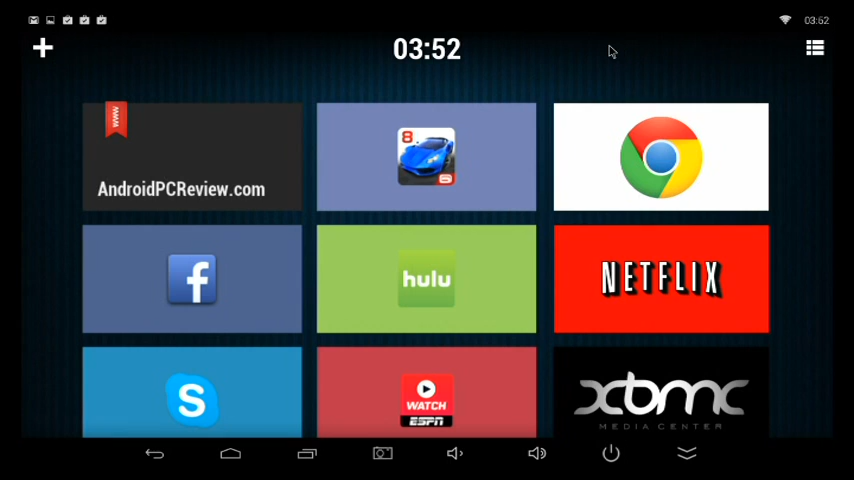 03:52
03:52
www
AndroidPCReview.com
8
hulu
NETFLIX
WATCH
ESPN
xbmc
MEDIA CENTER